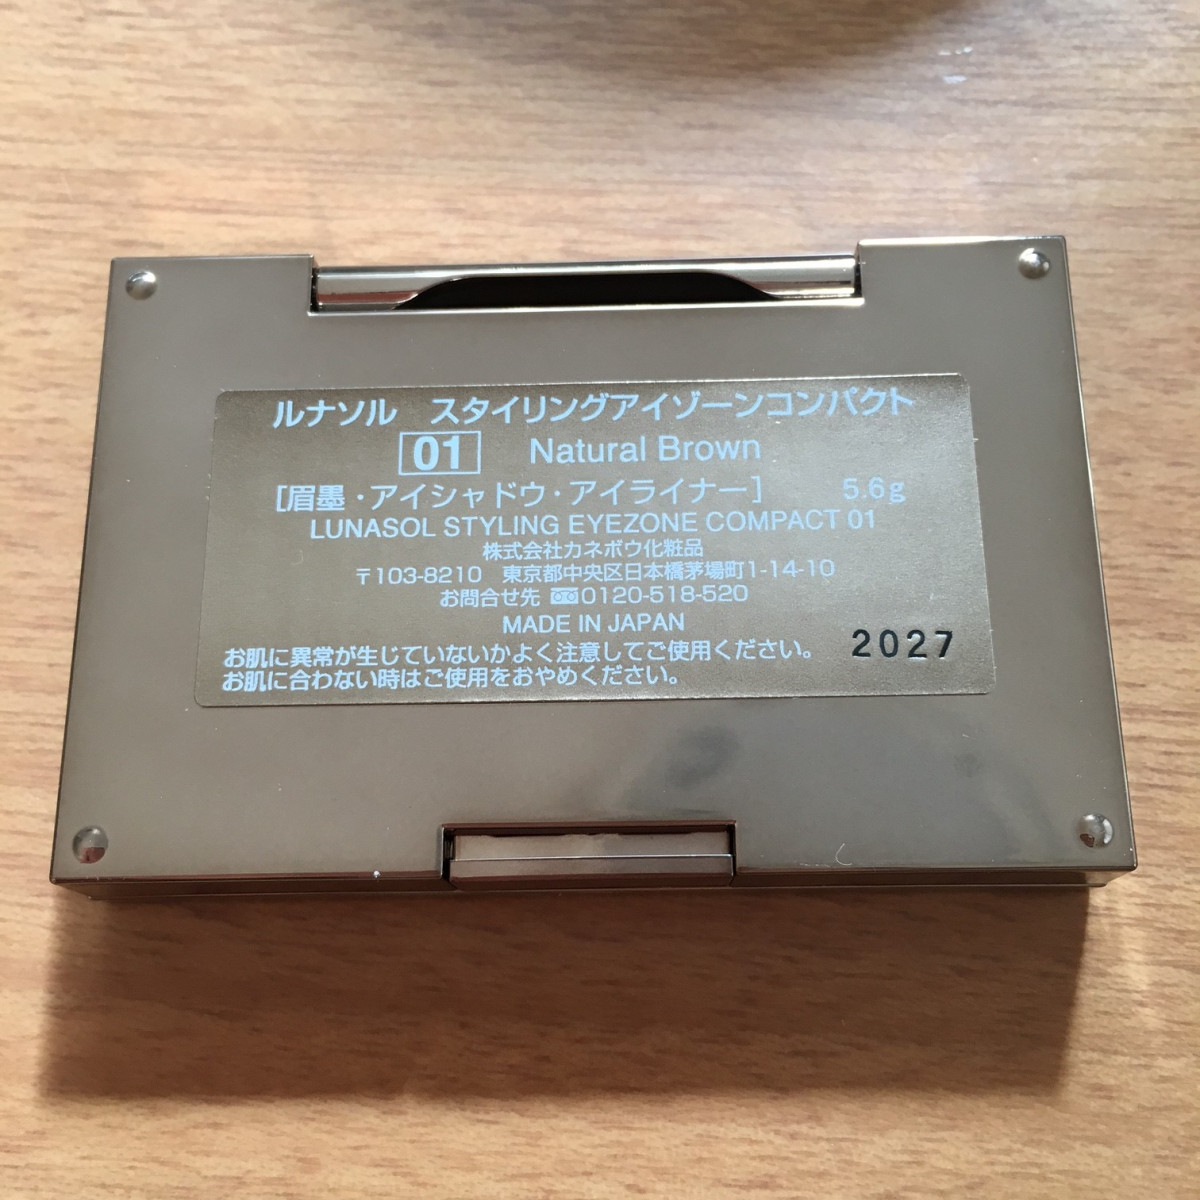 ルナソル スタイリングアイゾーンコンパクト
01 Natural Brown
[眉墨・アイシャドウ・アイライナー] 5.6g
LUNASOL STYLING EYEZONE COMPACT 01
株式会社カネボウ化粧品
〒103-8210 東京都中央区日本橋茅場町1-14-10
お問合せ先 0120-518-520
MADE IN JAPAN
お肌に異常が生じていないかよく注意してご使用ください。 2027
お肌に合わない時はご使用をおやめください。